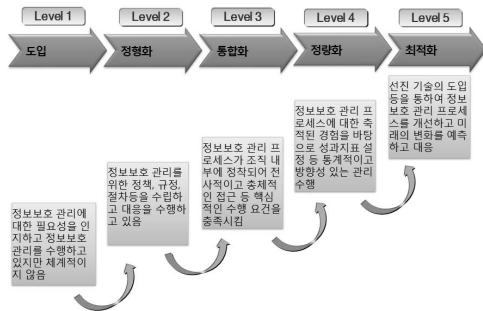 Level 1
Level 2
Level 3
Level 4
Level 5
도입
정형화
통합화
정량화
최적화
정보보호 관리에
대한 필요성을 인
지하고 정보보호
관리를 수행하고
있지만 체계적이
지 않음
정보보호 관리를
위한 정책, 규정,
절차등을 수립하
고 대응을 수행하
고 있음
정보보호 관리 프
로세스가 조직 내
부에 정착되어 전
사적이고 총체적
인 접근 등 핵심
적인 수행 요건을
충족시킴
정보보호 관리 프
로세스에 대한 축
적된 경험을 바탕
으로 성과지표 설
정 등 통계적이고
방향성 있는 관리
수행
선진 기술의 도입
등을 통하여 정보
보호 관리 프로세
스를 개선하고 미
래의 변화를 예측
하고 대응